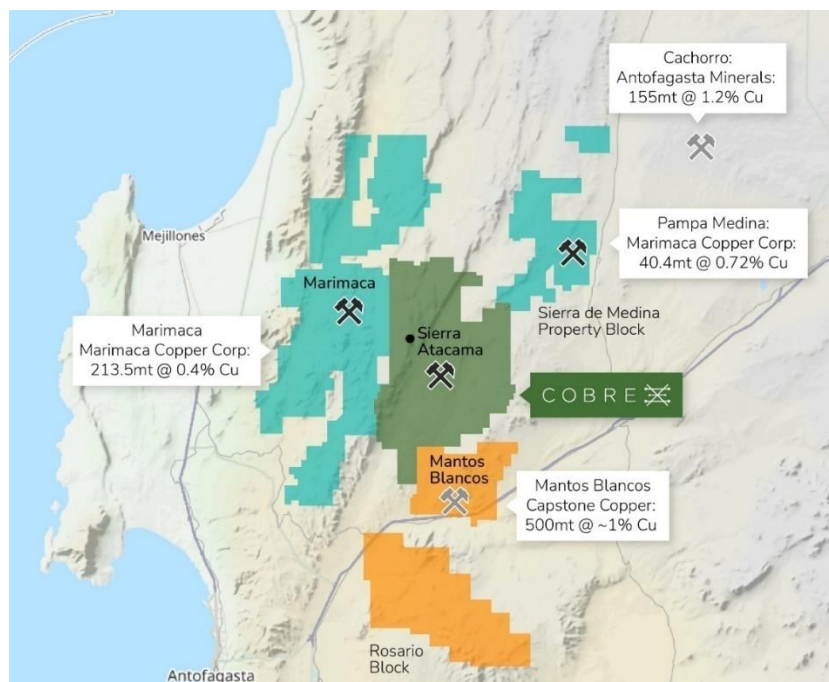 Cachorro:
Antofagasta Minerals:
155mt @ 1.2% Cu
Mejillones
Pampa Medina:
Marimaca Copper Corp:
40.4mt @ 0.72% Cu
Marimaca
Sierra de Medina
Property Block
Marimaca
Marimaca Copper Corp:
213.5mt @ 0.4% Cu
Sierra
Atacama
COBRE
Mantos
Blancos
Mantos Blancos
Capstone Copper:
500mt @ ~1% Cu
Rosario
Block
Antofagasta